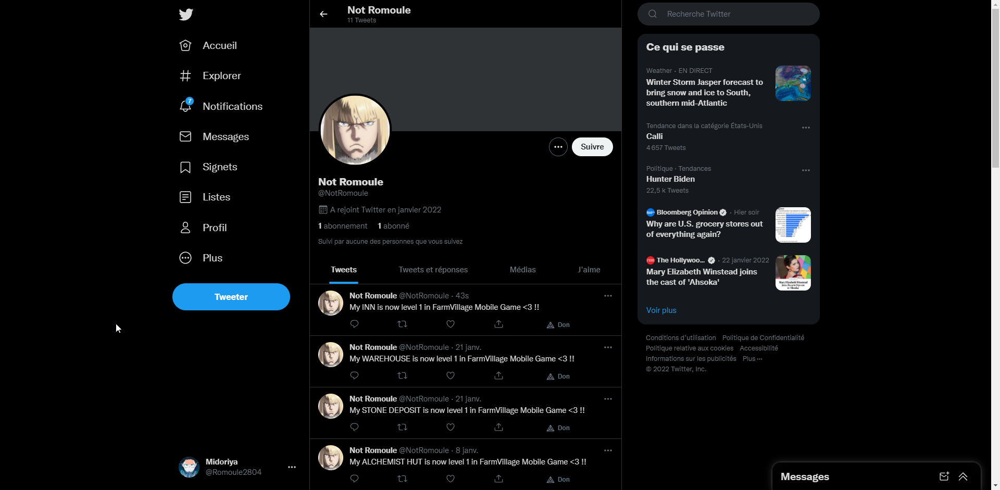 Accueil
Explorer
7
Notifications
Messages
Signets
Listes
Profil
Plus
Tweeter
Midoriya
@Romoule2804
Not Romoule
11 Tweets
Suivre
Not Romoule
@NotRomoule
A rejoint Twitter en janvier 2022
1 abonnement 1 abonné
Suivi par aucune des personnes que vous suivez
Tweets Tweets et réponses Médias J'aime
Not Romoule @NotRomoule · 43s
My INN is now level 1 in FarmVillage Mobile Game <3 !!
Don
Not Romoule @NotRomoule · 21 janv.
My WAREHOUSE is now level 1 in FarmVillage Mobile Game <3 !!
Don
Not Romoule @NotRomoule · 21 janv.
My STONE DEPOSIT is now level 1 in FarmVillage Mobile Game <3 !!
Don
Not Romoule @NotRomoule · 8 janv.
My ALCHEMIST HUT is now level 1 in FarmVillage Mobile Game <3 !!
Don
Recherche Twitter
Ce qui se passe
Weather · EN DIRECT
Winter Storm Jasper forecast to
bring snow and ice to South,
southern mid-Atlantic
Tendance dans la catégorie États-Unis
Calli
4 657 Tweets
Politique · Tendances
Hunter Biden
22,5 k Tweets
Bloomberg Opinion · Hier soir
Why are U.S. grocery stores out
of everything again?
The Hollywoo... · 22 janvier 2022
Mary Elizabeth Winstead joins
the cast of 'Ahsoka'
Mary Elizabeth Winstead
Voir plus
Conditions d’utilisation Politique de Confidentialité
Politique relative aux cookies Accessibilité
Informations sur les publicités Plus ···
© 2022 Twitter, Inc.
Messages